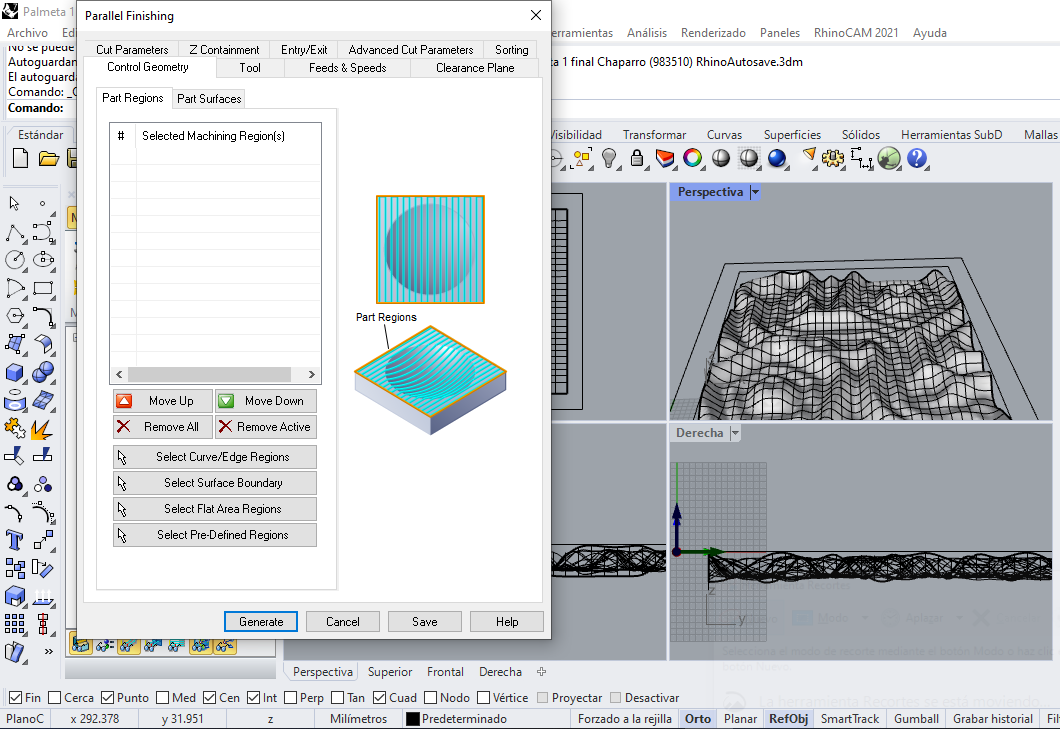 Palmeta 1
Parallel Finishing
Archivo
Análisis Renderizado Paneles RhinoCAM 2021 Ayuda
No se puede
Autoguardan
El autoguarda
Comando:
Comando:
1 final Chaparro (983510) RhinoAutosave.3dm
Cut Parameters Z Containment Entry/Exit Advanced Cut Parameters Sorting
Control Geometry Tool Feeds & Speeds Clearance Plane
Part Regions Part Surfaces
# Selected Machining Region(s)
Estándar
Transformar Curvas Superficies Sólidos Herramientas SubD Mallas
Perspectiva
Part Regions
Move Up Move Down
Remove All Remove Active
Select Curve/Edge Regions
Select Surface Boundary
Select Flat Area Regions
Select Pre-Defined Regions
Derecha
z
y
Generate Cancel Save Help
Perspectiva Superior Frontal Derecha
Fin Cerca Punto Med Cen Int Perp Tan Cuad Nodo Vértice Proyectar Desactivar
PlanoC x 292.378 y 31.951 z Milímetros Predeterminado Forzado a la rejilla Orto Planar RefObj SmartTrack Gumball Grabar historial Fil